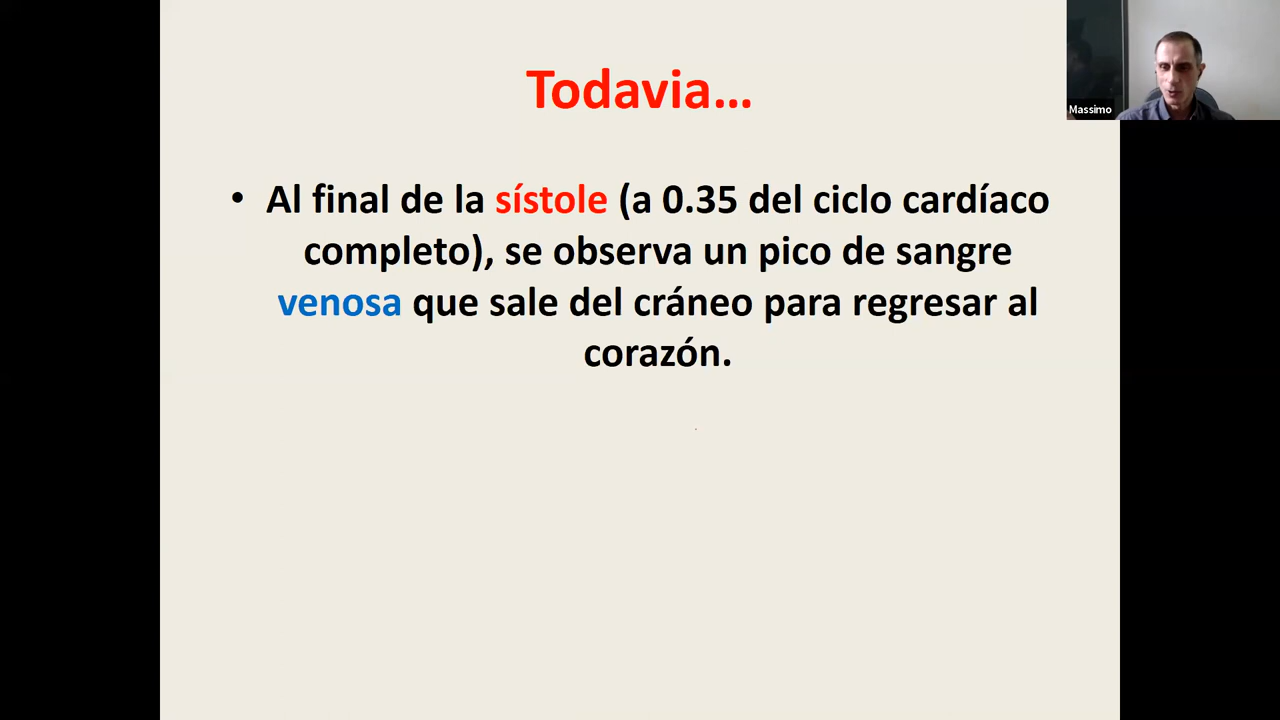 Todavia...
Massimo
• Al final de la sístole (a 0.35 del ciclo cardíaco
completo), se observa un pico de sangre
venosa que sale del cráneo para regresar al
corazón.